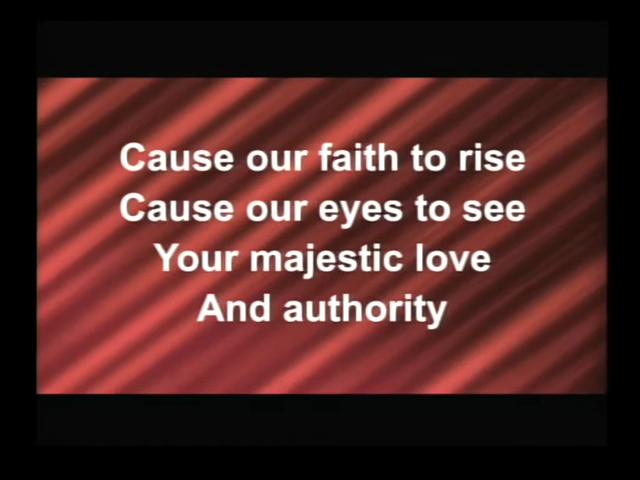 Cause our faith to rise
Cause our eyes to see
Your majestic love
And authority